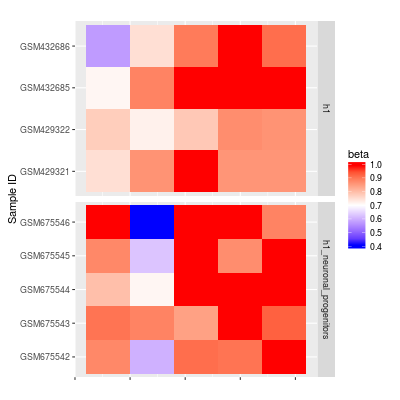 Sample ID
GSM432686
GSM432685
GSM429322
GSM429321
h1
GSM675546
GSM675545
GSM675544
GSM675543
GSM675542
h1_neuronal_progenitors
beta
1.0
0.9
0.8
0.7
0.6
0.5
0.4